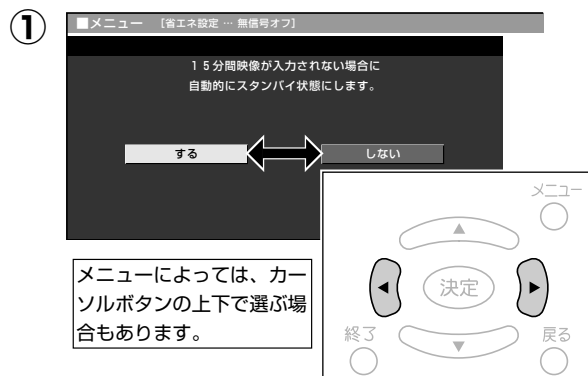 ①
■メニュー [省エネ設定 … 無信号オフ]
15分間映像が入力されない場合に
自動的にスタンバイ状態にします。
する しない
メニューによっては、カー
ソルボタンの上下で選ぶ場
合もあります。
メニュー
▲
◀ 決定 ▶
終了 ▼ 戻る